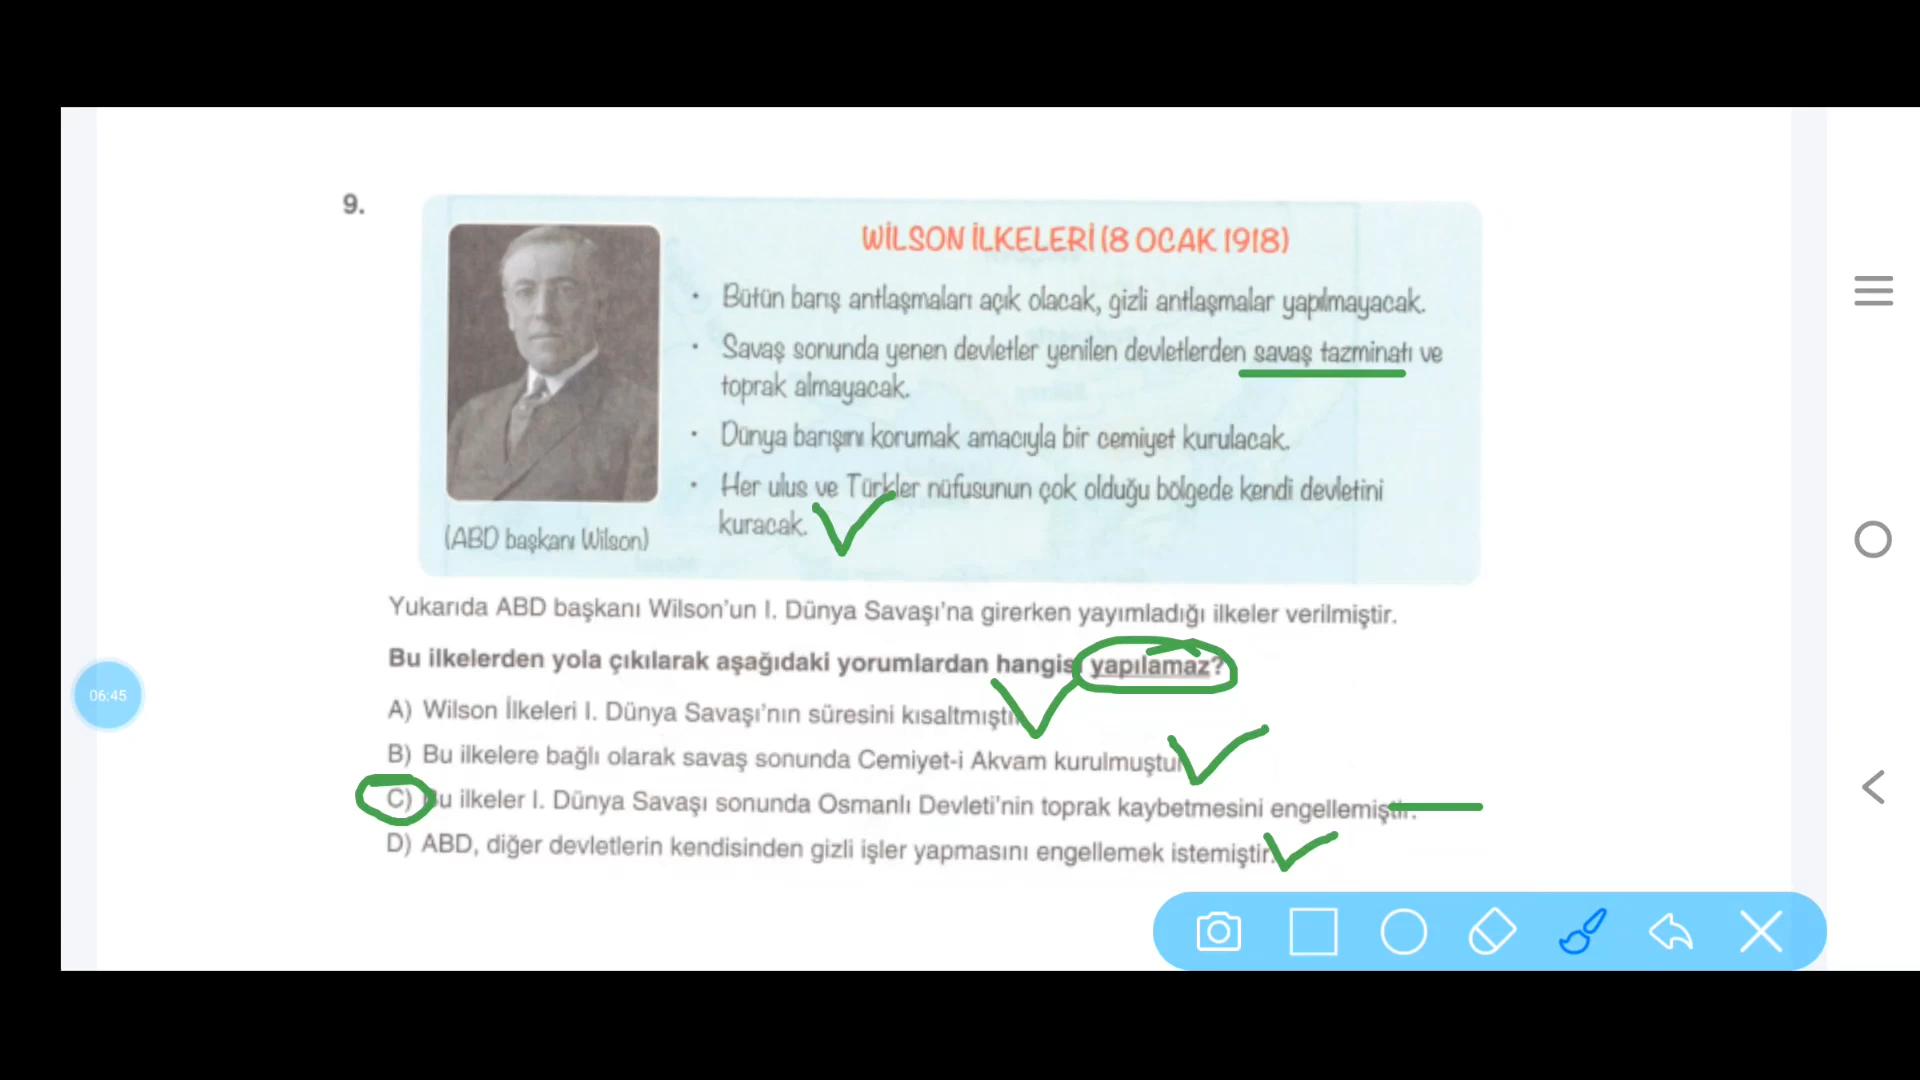 9.
WİLSON İLKELERİ (8 OCAK 1918)
• Bütün barış antlaşmaları açık olacak, gizli antlaşmalar yapılmayacak.
• Savaş sonunda yenen devletler yenilen devletlerden savaş tazminatı ve
toprak almayacak.
• Dünya barışını korumak amacıyla bir cemiyet kurulacak.
• Her ulus ve Türkler nüfusunun çok olduğu bölgede kendi devletini
kuracak.
(ABD başkanı Wilson)
Yukarıda ABD başkanı Wilson'un I. Dünya Savaşı'na girerken yayımladığı ilkeler verilmiştir.
Bu ilkelerden yola çıkılarak aşağıdaki yorumlardan hangisi yapılamaz?
A) Wilson İlkeleri I. Dünya Savaşı'nın süresini kısaltmıştır.
B) Bu ilkelere bağlı olarak savaş sonunda Cemiyet-i Akvam kurulmuştur.
C) Bu ilkeler I. Dünya Savaşı sonunda Osmanlı Devleti'nin toprak kaybetmesini engellemiştir.
D) ABD, diğer devletlerin kendisinden gizli işler yapmasını engellemek istemiştir.
06:45